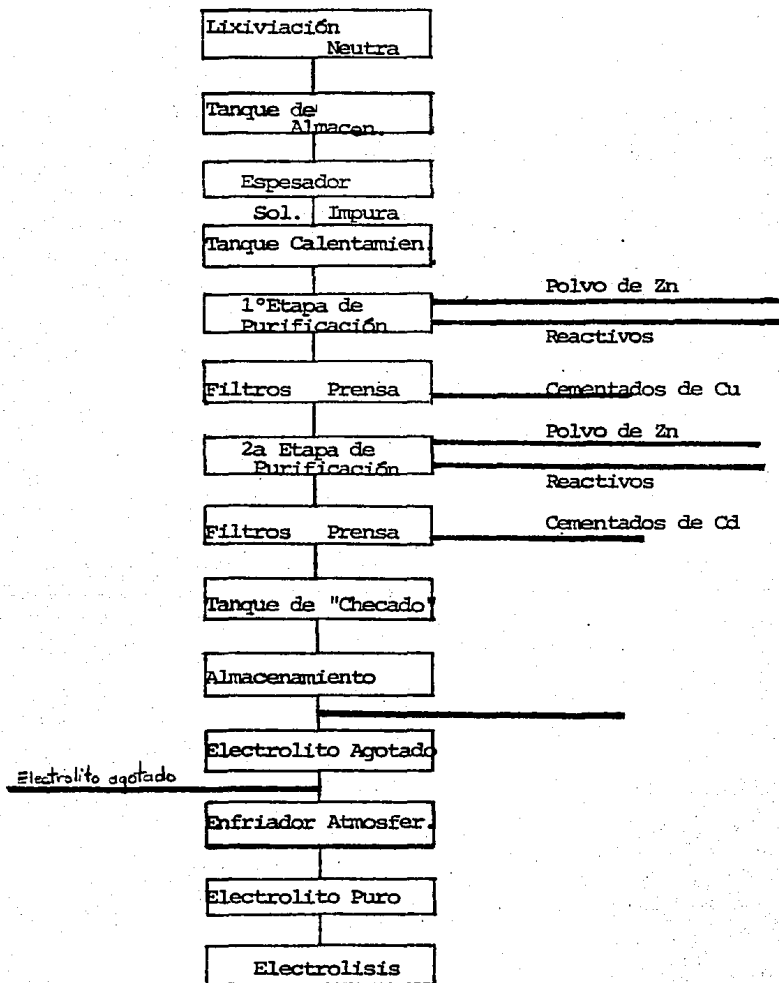 Lixiviación
Neutra
Tanque de
Almacen.
Espesador
Sol. Impura
Tanque Calentamien.
1°Etapa de
Purificación
Polvo de Zn
Reactivos
Filtros Prensa
Cementados de Cu
2a Etapa de
Purificación
Polvo de Zn
Reactivos
Filtros Prensa
Cementados de Cd
Tanque de "Checado"
Almacenamiento
Electrolito Agotado
Electrolito agotado
Enfriador Atmosfer.
Electrolito Puro
Electrolisis